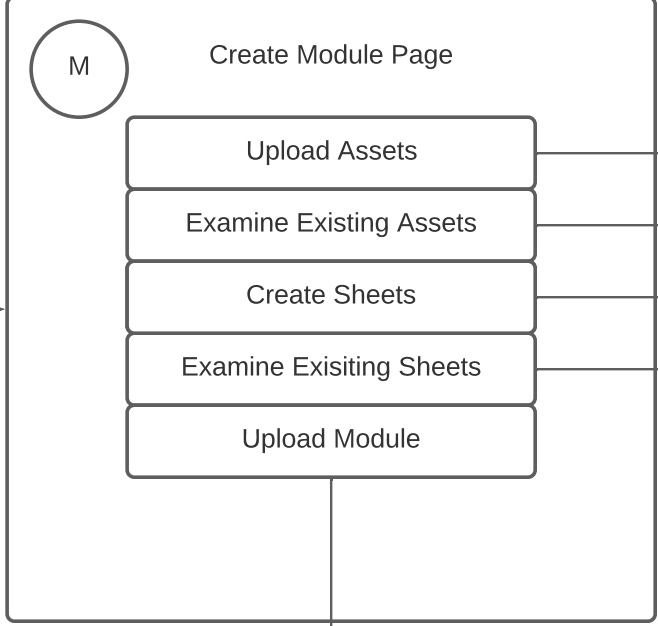 M
Create Module Page
Upload Assets
Examine Existing Assets
Create Sheets
Examine Exisiting Sheets
Upload Module